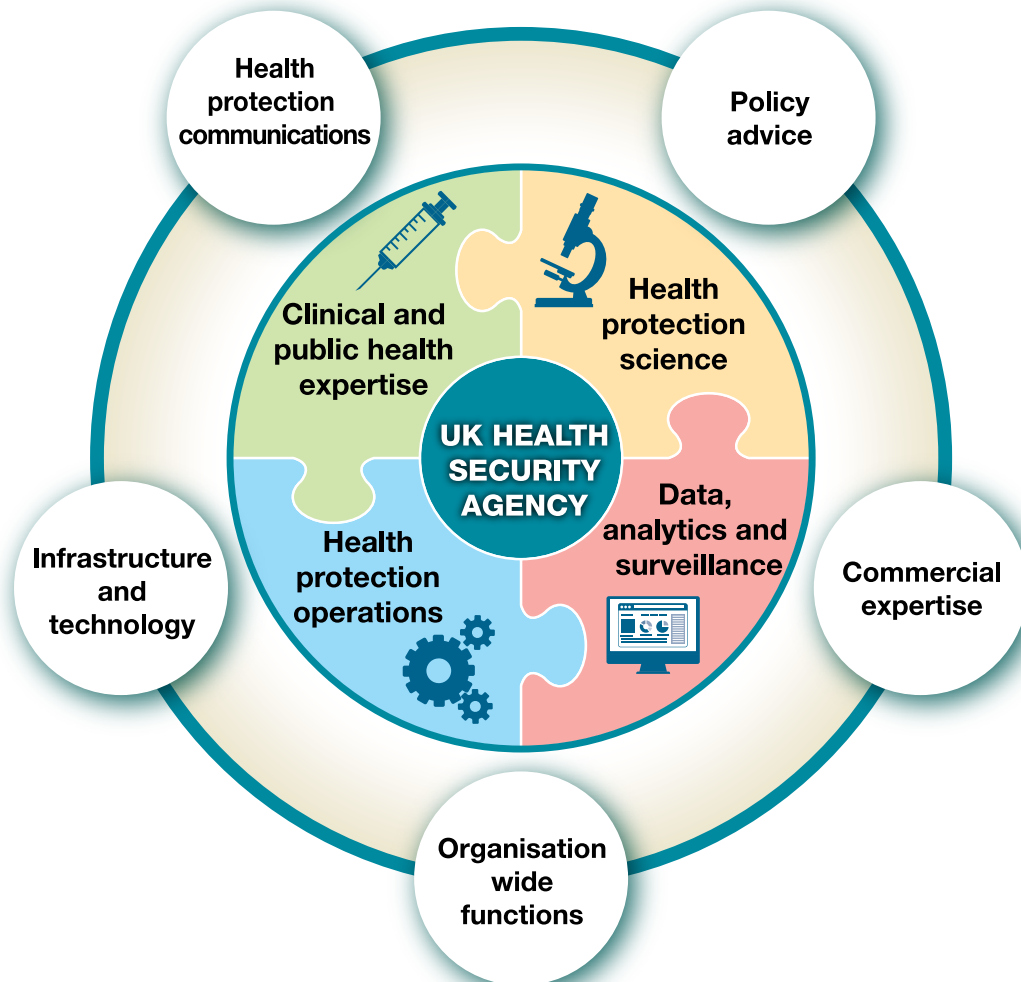 Health
protection
communications
Policy
advice
Clinical and
public health
expertise
Health
protection
science
UK HEALTH
SECURITY
AGENCY
Health
protection
operations
Data,
analytics and
surveillance
Infrastructure
and
technology
Commercial
expertise
Organisation
wide
functions